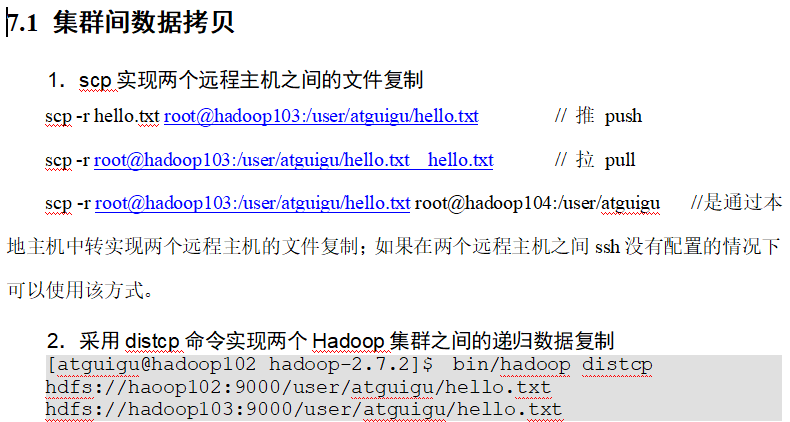 7.1 集群间数据拷贝
1．scp 实现两个远程主机之间的文件复制
scp -r hello.txt root@hadoop103:/user/atguigu/hello.txt // 推 push
scp -r root@hadoop103:/user/atguigu/hello.txt hello.txt // 拉 pull
scp -r root@hadoop103:/user/atguigu/hello.txt root@hadoop104:/user/atguigu //是通过本
地主机中转实现两个远程主机的文件复制；如果在两个远程主机之间 ssh 没有配置的情况下
可以使用该方式。
2．采用 distcp 命令实现两个 Hadoop 集群之间的递归数据复制
[atguigu@hadoop102 hadoop-2.7.2]$ bin/hadoop distcp
hdfs://haoop102:9000/user/atguigu/hello.txt
hdfs://hadoop103:9000/user/atguigu/hello.txt